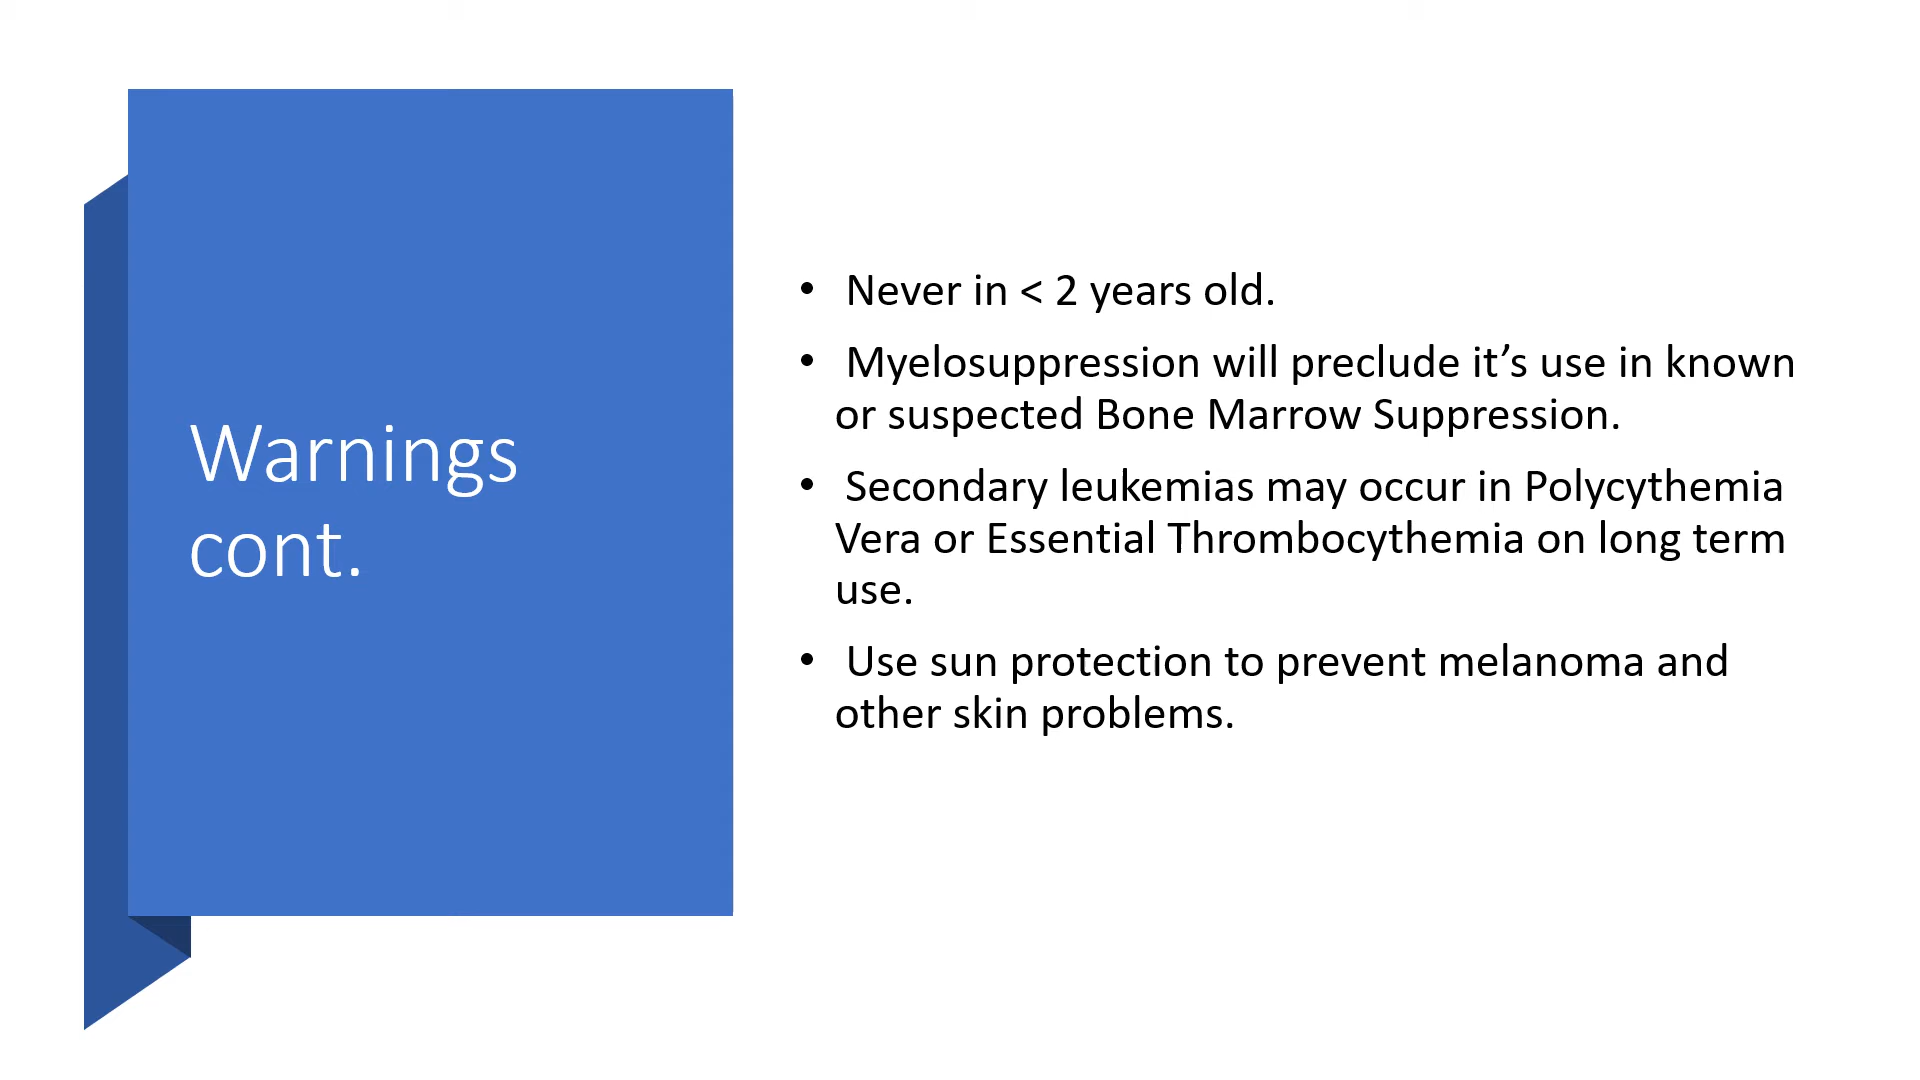 Warnings
cont.
• Never in < 2 years old.
• Myelosuppression will preclude it’s use in known
or suspected Bone Marrow Suppression.
• Secondary leukemias may occur in Polycythemia
Vera or Essential Thrombocythemia on long term
use.
• Use sun protection to prevent melanoma and
other skin problems.